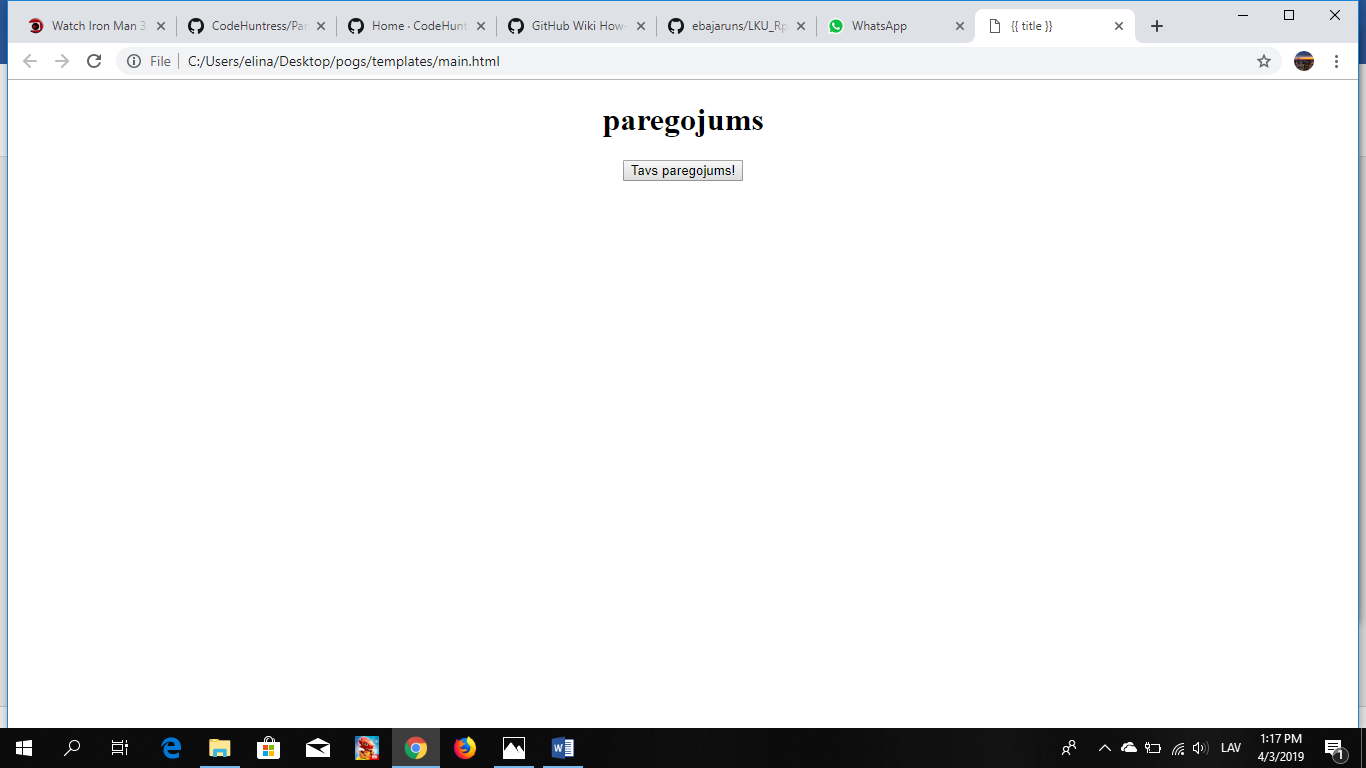 Watch Iron Man 3
CodeHuntress/Par
Home · CodeHunt
GitHub Wiki How-
ebajaruns/LKU_Rp
WhatsApp
{{ title }}
File
C:/Users/elina/Desktop/pogs/templates/main.html
paregojums
Tavs paregojums!
LAV
1:17 PM
4/3/2019
1